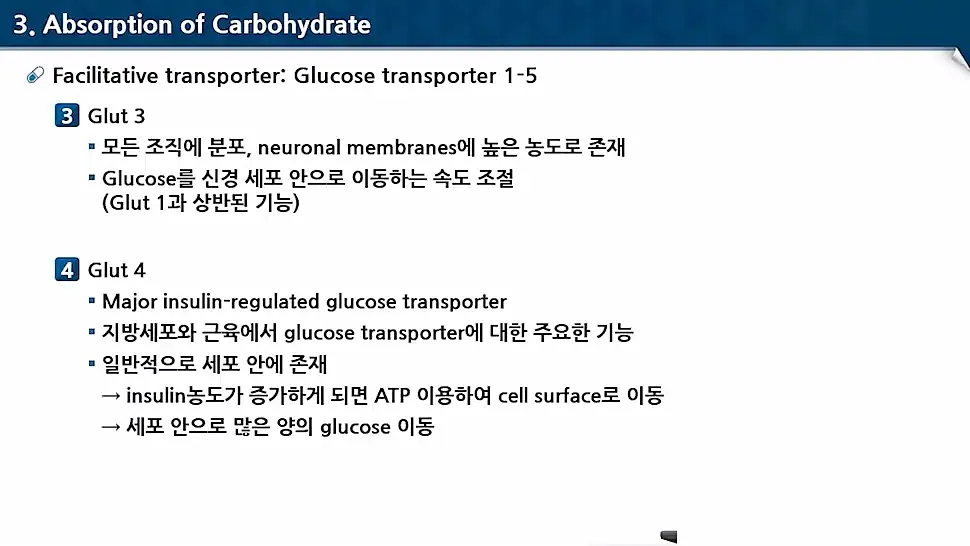 3. Absorption of Carbohydrate
Facilitative transporter: Glucose transporter 1-5
3 Glut 3
▪ 모든 조직에 분포, neuronal membranes에 높은 농도로 존재
▪ Glucose를 신경 세포 안으로 이동하는 속도 조절
(Glut 1과 상반된 기능)
4 Glut 4
▪ Major insulin-regulated glucose transporter
▪ 지방세포와 근육에서 glucose transporter에 대한 주요한 기능
▪ 일반적으로 세포 안에 존재
→ insulin농도가 증가하게 되면 ATP 이용하여 cell surface로 이동
→ 세포 안으로 많은 양의 glucose 이동